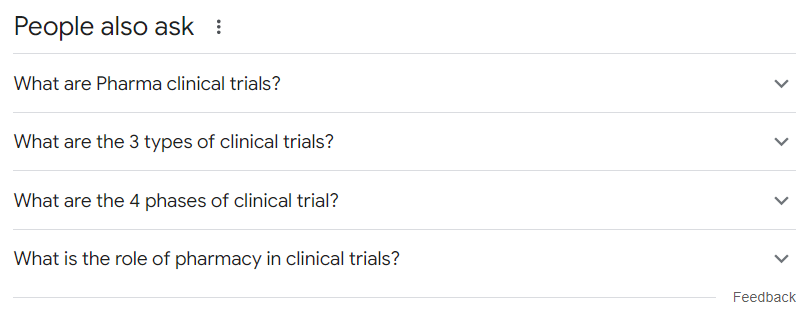 People also ask
What are Pharma clinical trials?
What are the 3 types of clinical trials?
What are the 4 phases of clinical trial?
What is the role of pharmacy in clinical trials?
Feedback